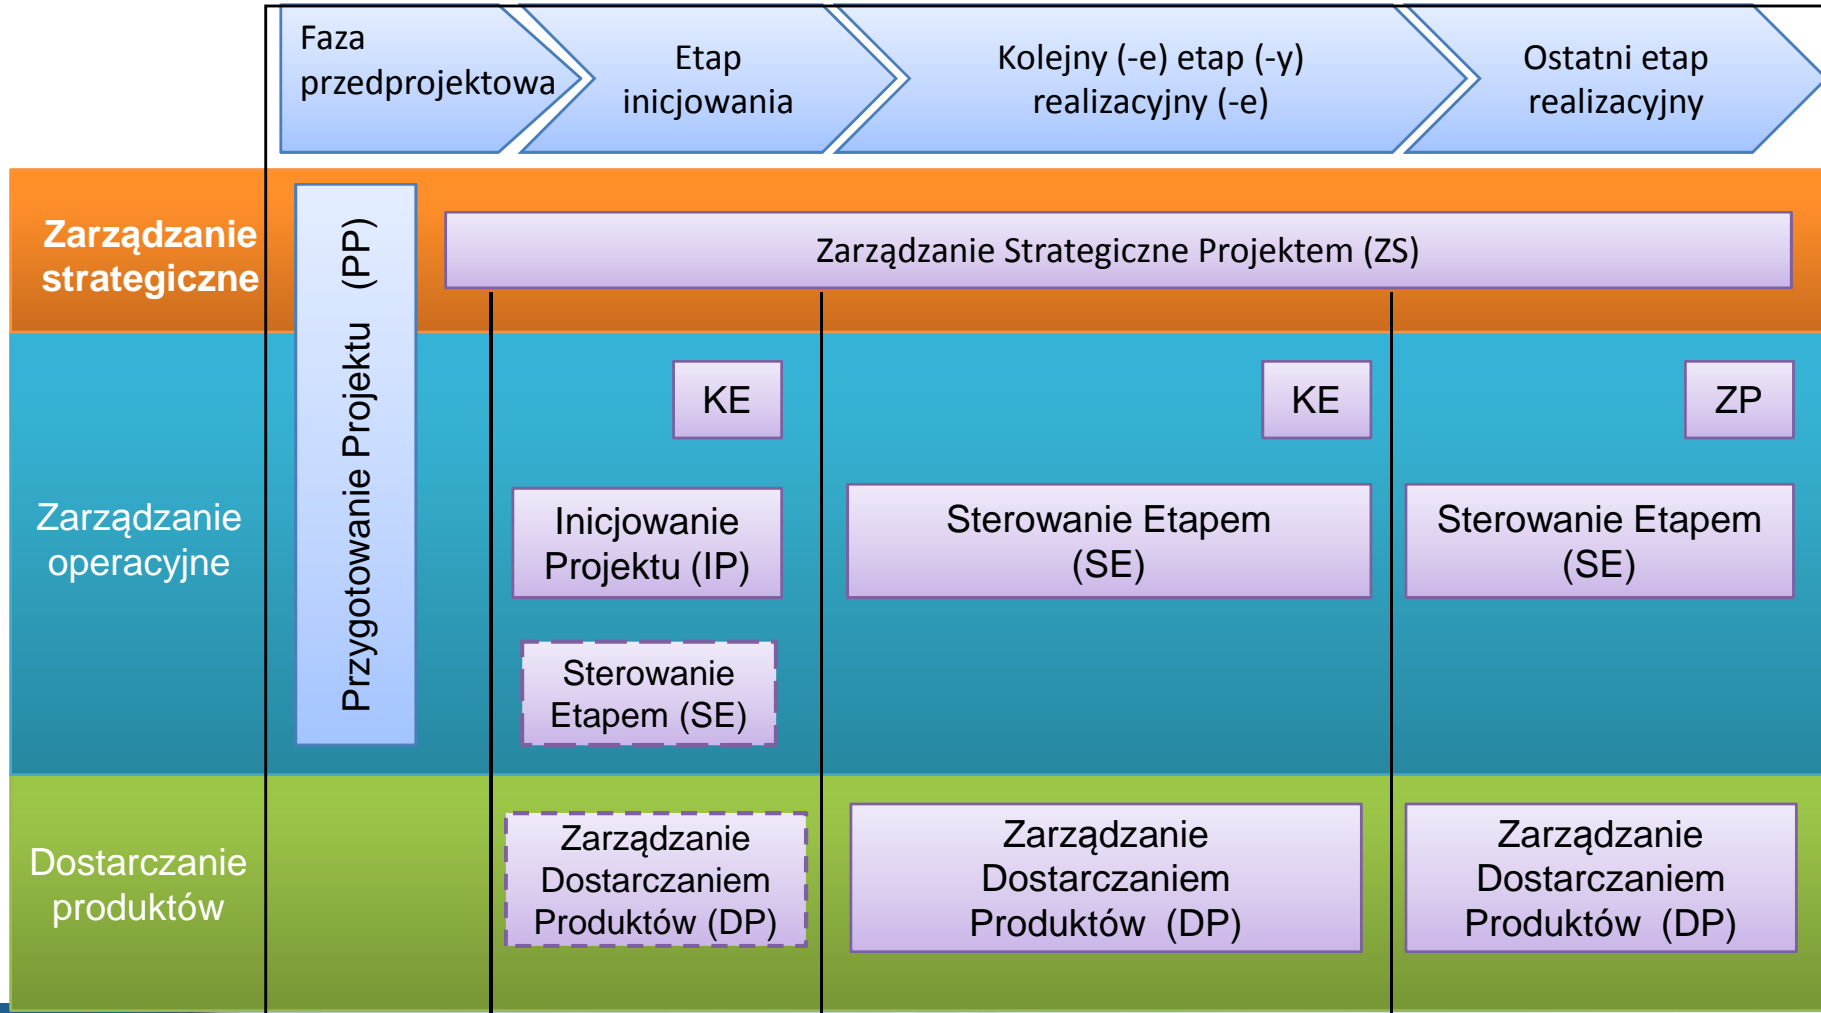 Faza
przedprojektowa
Etap
inicjowania
Kolejny (-e) etap (-y)
realizacyjny (-e)
Ostatni etap
realizacyjny
Zarządzanie
strategiczne
Przygotowanie Projektu (PP)
Zarządzanie Strategiczne Projektem (ZS)
Zarządzanie
operacyjne
KE
KE
ZP
Inicjowanie
Projektu (IP)
Sterowanie Etapem
(SE)
Sterowanie Etapem
(SE)
Sterowanie
Etapem (SE)
Dostarczanie
produktów
Zarządzanie
Dostarczaniem
Produktów (DP)
Zarządzanie
Dostarczaniem
Produktów (DP)
Zarządzanie
Dostarczaniem
Produktów (DP)